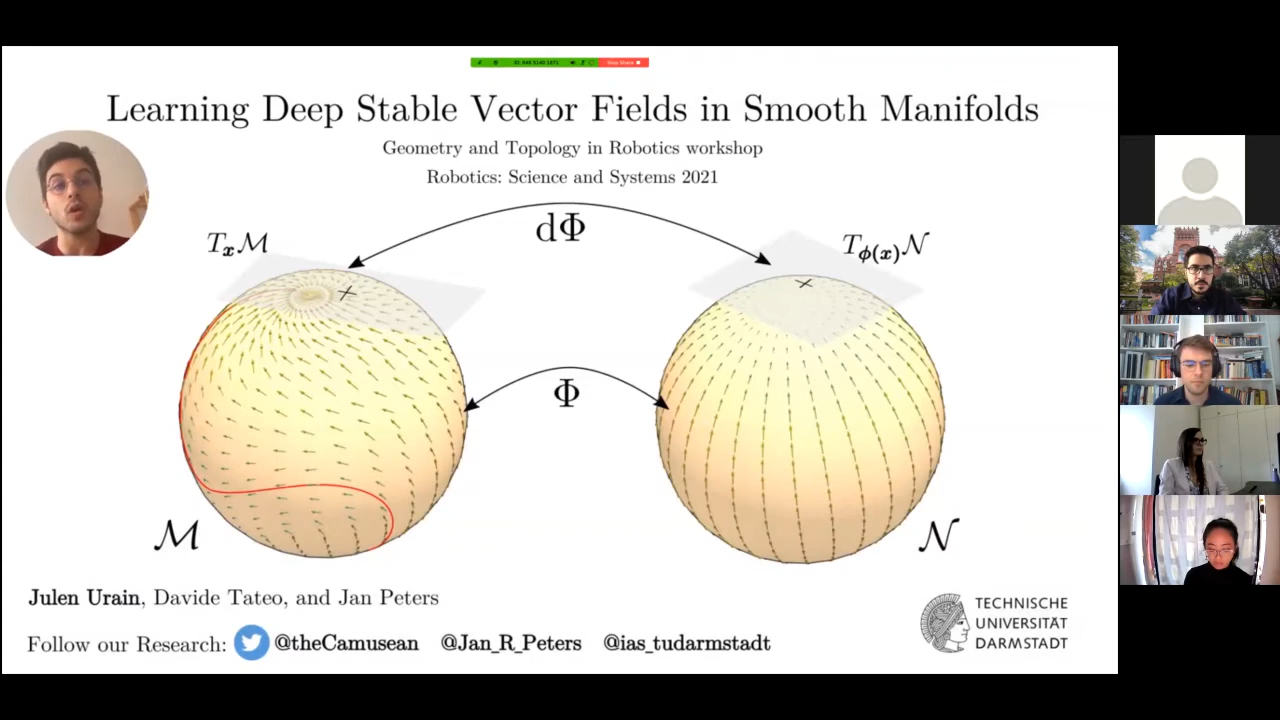 Learning Deep Stable Vector Fields in Smooth Manifolds
Geometry and Topology in Robotics workshop
Robotics: Science and Systems 2021
dΦ
TₓM
T_ϕ(x)N
Φ
M
N
Julen Urain, Davide Tateo, and Jan Peters
Follow our Research: @theCamusean @Jan_R_Peters @ias_tudarmstadt
TECHNISCHE
UNIVERSITÄT
DARMSTADT